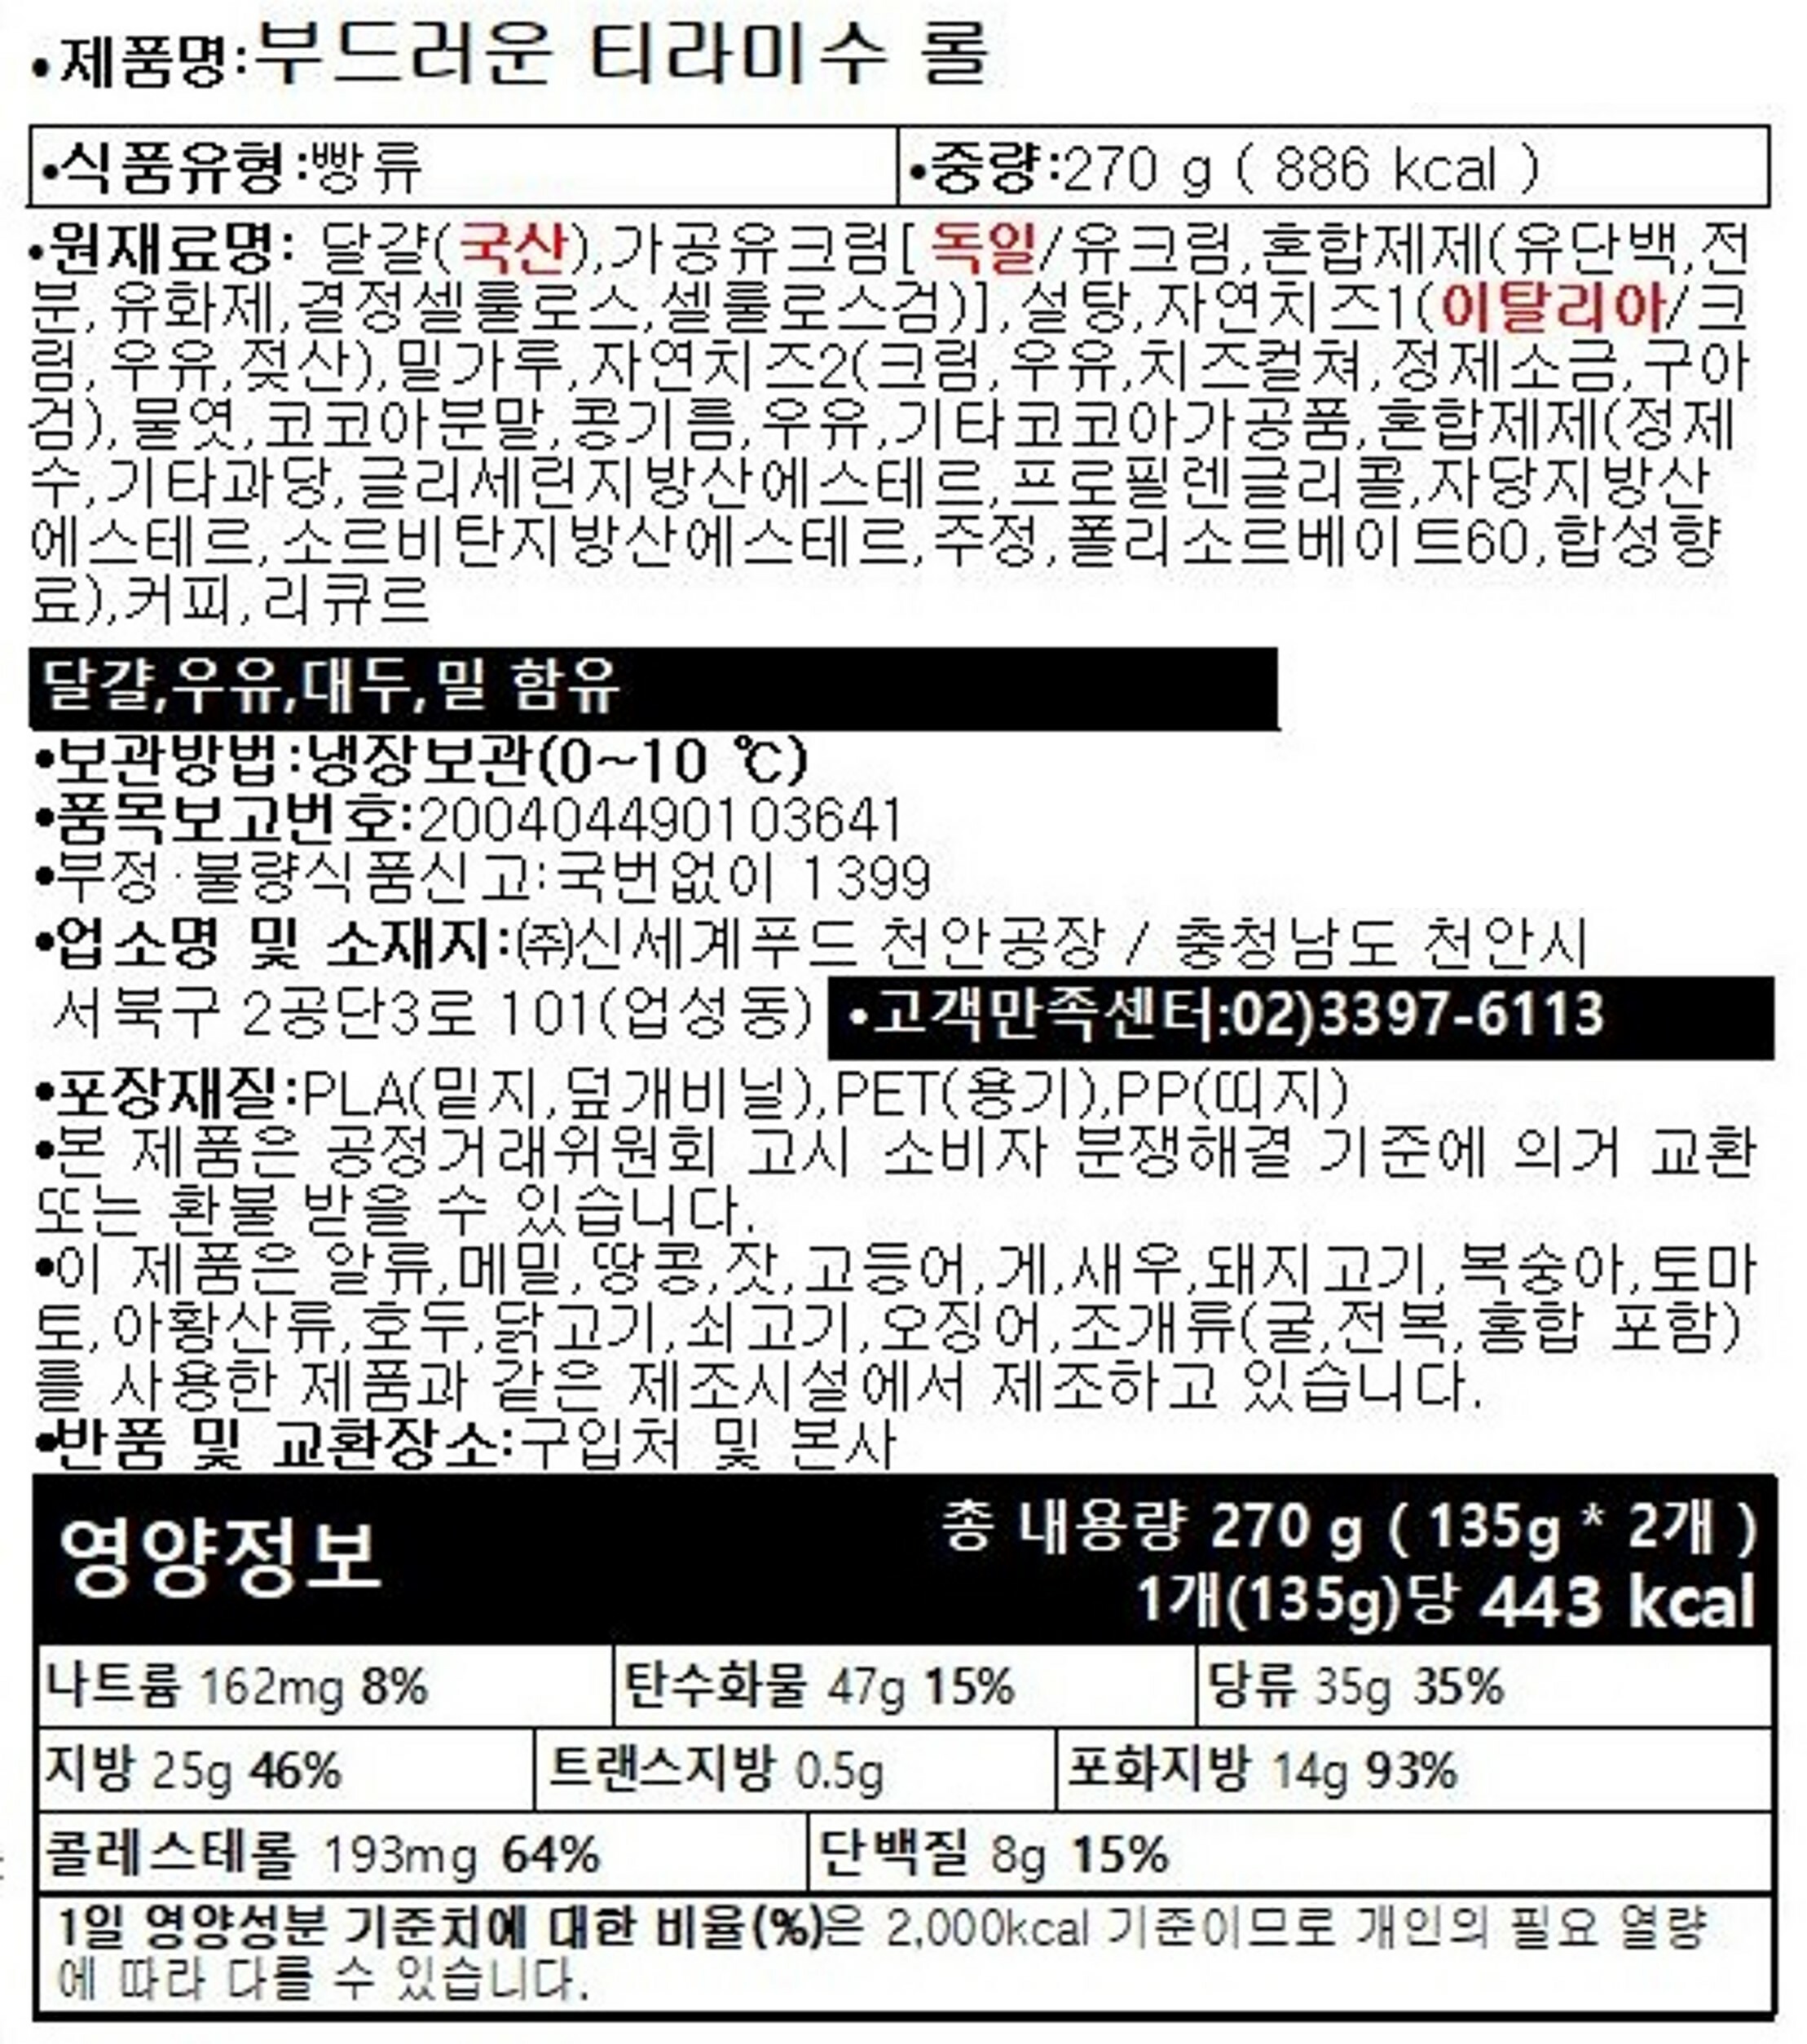 •제품명:부드러운 티라미수 롤
•식품유형:빵류 •중량:270 g ( 886 kcal )
•원재료명: 달걀(국산),가공유크림[독일/유크림,혼합제제(유단백,전
분,유화제,결정셀룰로스,셀룰로스검)],설탕,자연치즈1(이탈리아/크
림,우유,젖산),밀가루,자연치즈2(크림,우유,치즈컬쳐,정제소금,구아
검),물엿,코코아분말,콩기름,우유,기타코코아가공품,혼합제제(정제
수,기타과당,글리세린지방산에스테르,프로필렌글리콜,자당지방산
에스테르,소르비탄지방산에스테르,주정,폴리소르베이트60,합성향
료),커피,리큐르
달걀,우유,대두,밀 함유
•보관방법:냉장보관(0~10 ℃)
•품목보고번호:200404490103641
•부정·불량식품신고:국번없이 1399
•업소명 및 소재지:㈜신세계푸드 천안공장 / 충청남도 천안시
서북구 2공단3로 101(업성동) •고객만족센터:02)3397-6113
•포장재질:PLA(밑지,덮개비닐),PET(용기),PP(띠지)
•본 제품은 공정거래위원회 고시 소비자 분쟁해결 기준에 의거 교환
또는 환불 받을 수 있습니다.
•이 제품은 알류,메밀,땅콩,잣,고등어,게,새우,돼지고기,복숭아,토마
토,아황산류,호두,닭고기,쇠고기,오징어,조개류(굴,전복,홍합 포함)
를 사용한 제품과 같은 제조시설에서 제조하고 있습니다.
•반품 및 교환장소:구입처 및 본사
영양정보 총 내용량 270 g ( 135g * 2개 )
1개(135g)당 443 kcal
나트륨 162mg 8% 탄수화물 47g 15% 당류 35g 35%
지방 25g 46% 트랜스지방 0.5g 포화지방 14g 93%
콜레스테롤 193mg 64% 단백질 8g 15%
1일 영양성분 기준치에 대한 비율(%)은 2,000kcal 기준이므로 개인의 필요 열량
에 따라 다를 수 있습니다.